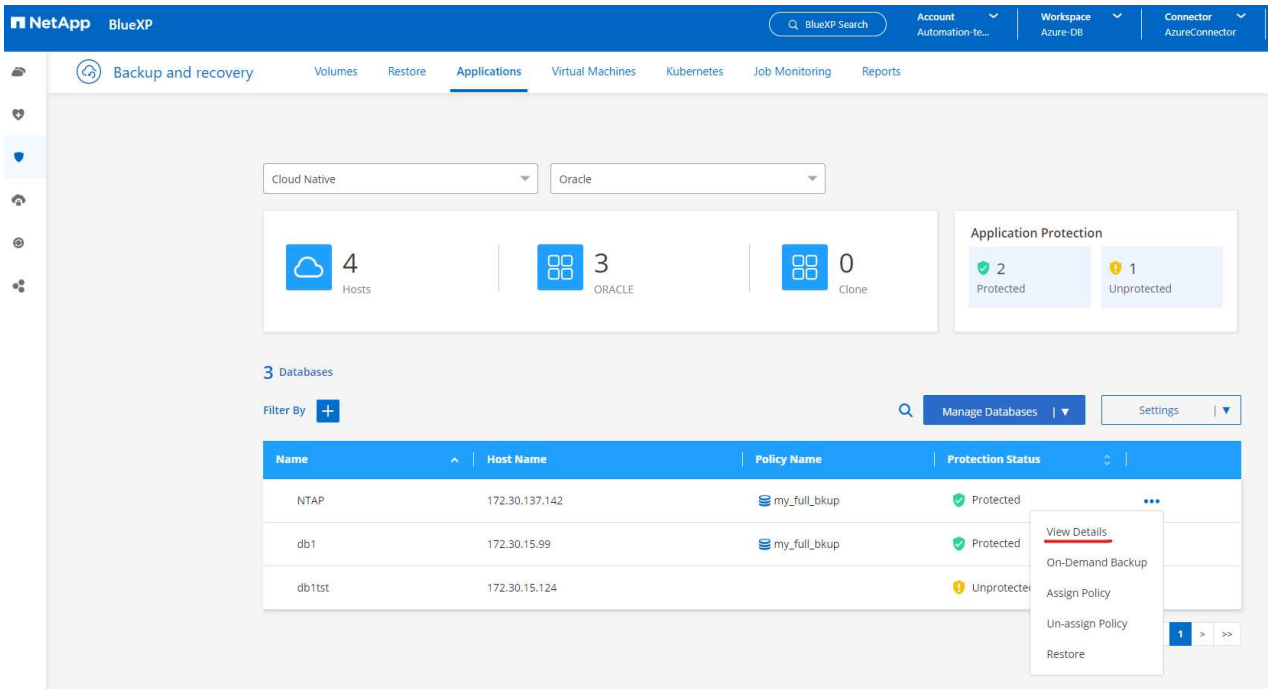 NetApp BlueXP
BlueXP Search
Account
Automation-te...
Workspace
Azure-DB
Connector
AzureConnector
Backup and recovery
Volumes Restore Applications Virtual Machines Kubernetes Job Monitoring Reports
Cloud Native Oracle
4
Hosts
3
ORACLE
0
Clone
Application Protection
2
Protected
1
Unprotected
3 Databases
Filter By +
Manage Databases Settings
Name Host Name Policy Name Protection Status
NTAP 172.30.137.142 my_full_bkup Protected
db1 172.30.15.99 my_full_bkup Protected
db1tst 172.30.15.124 Unprotected
View Details
On-Demand Backup
Assign Policy
Un-assign Policy
Restore
1 > >>